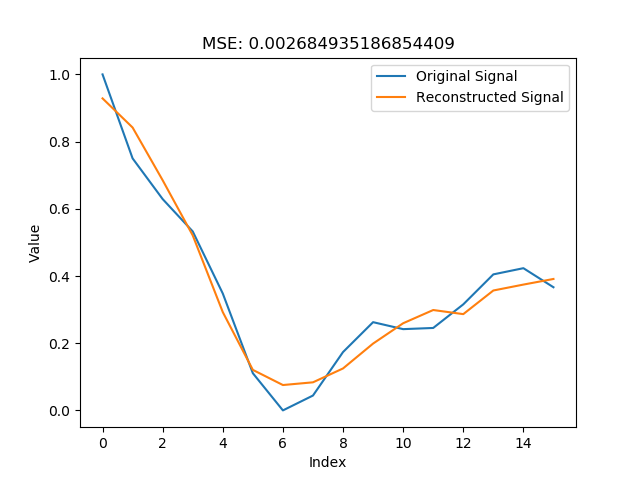 MSE: 0.002684935186854409
Original Signal
Reconstructed Signal
1.0
0.8
0.6
0.4
0.2
0.0
Value
0 2 4 6 8 10 12 14
Index